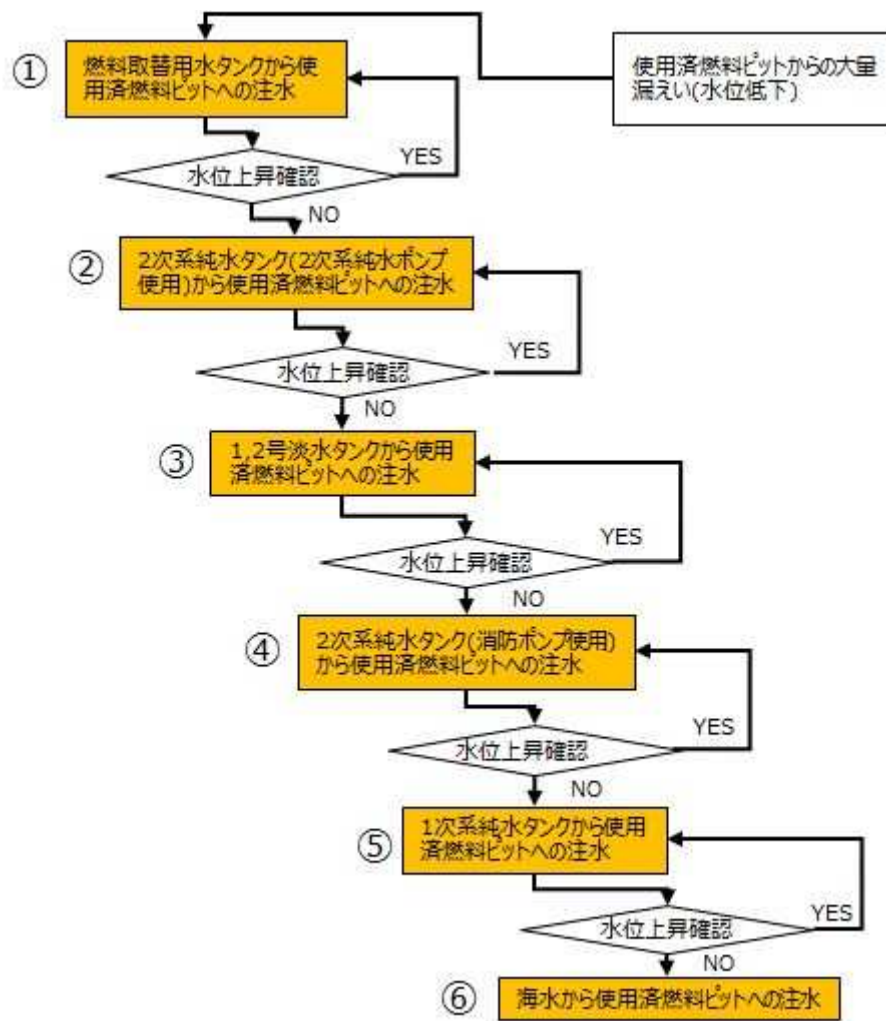 使用済燃料ピットからの大量
漏えい(水位低下)
①
燃料取替用水タンクから使
用済燃料ピットへの注水
YES
水位上昇確認
NO
②
2次系純水タンク(2次系純水ポンプ
使用)から使用済燃料ピットへの注水
YES
水位上昇確認
NO
③
1,2号淡水タンクから使用
済燃料ピットへの注水
YES
水位上昇確認
NO
④
2次系純水タンク(消防ポンプ使用)
から使用済燃料ピットへの注水
YES
水位上昇確認
NO
⑤
1次系純水タンクから使用
済燃料ピットへの注水
YES
水位上昇確認
NO
⑥
海水から使用済燃料ピットへの注水